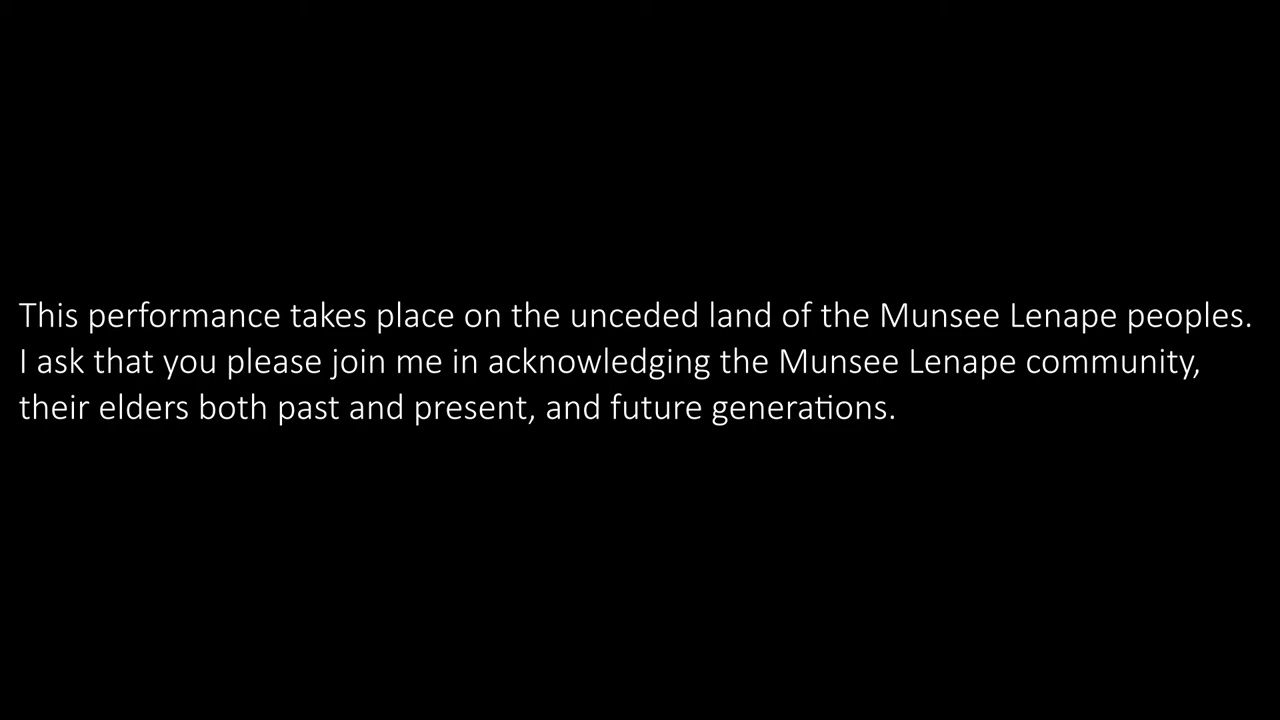 This performance takes place on the unceded land of the Munsee Lenape peoples.
I ask that you please join me in acknowledging the Munsee Lenape community,
their elders both past and present, and future generations.